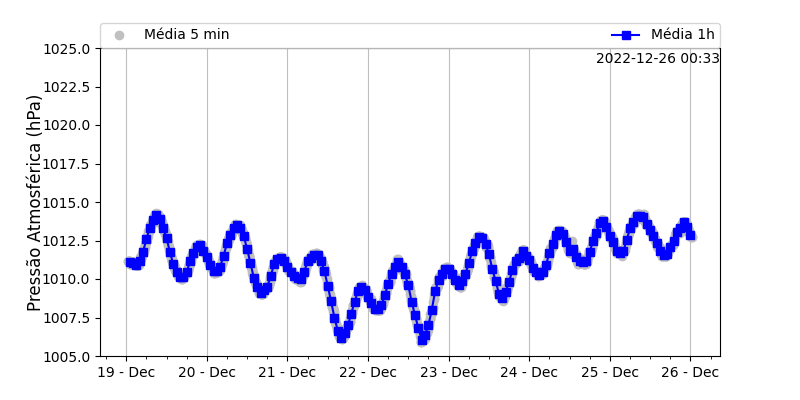 Média 5 min
Média 1h
2022-12-26 00:33
Pressão Atmosférica (hPa)
1025.0
1022.5
1020.0
1017.5
1015.0
1012.5
1010.0
1007.5
1005.0
19 - Dec
20 - Dec
21 - Dec
22 - Dec
23 - Dec
24 - Dec
25 - Dec
26 - Dec